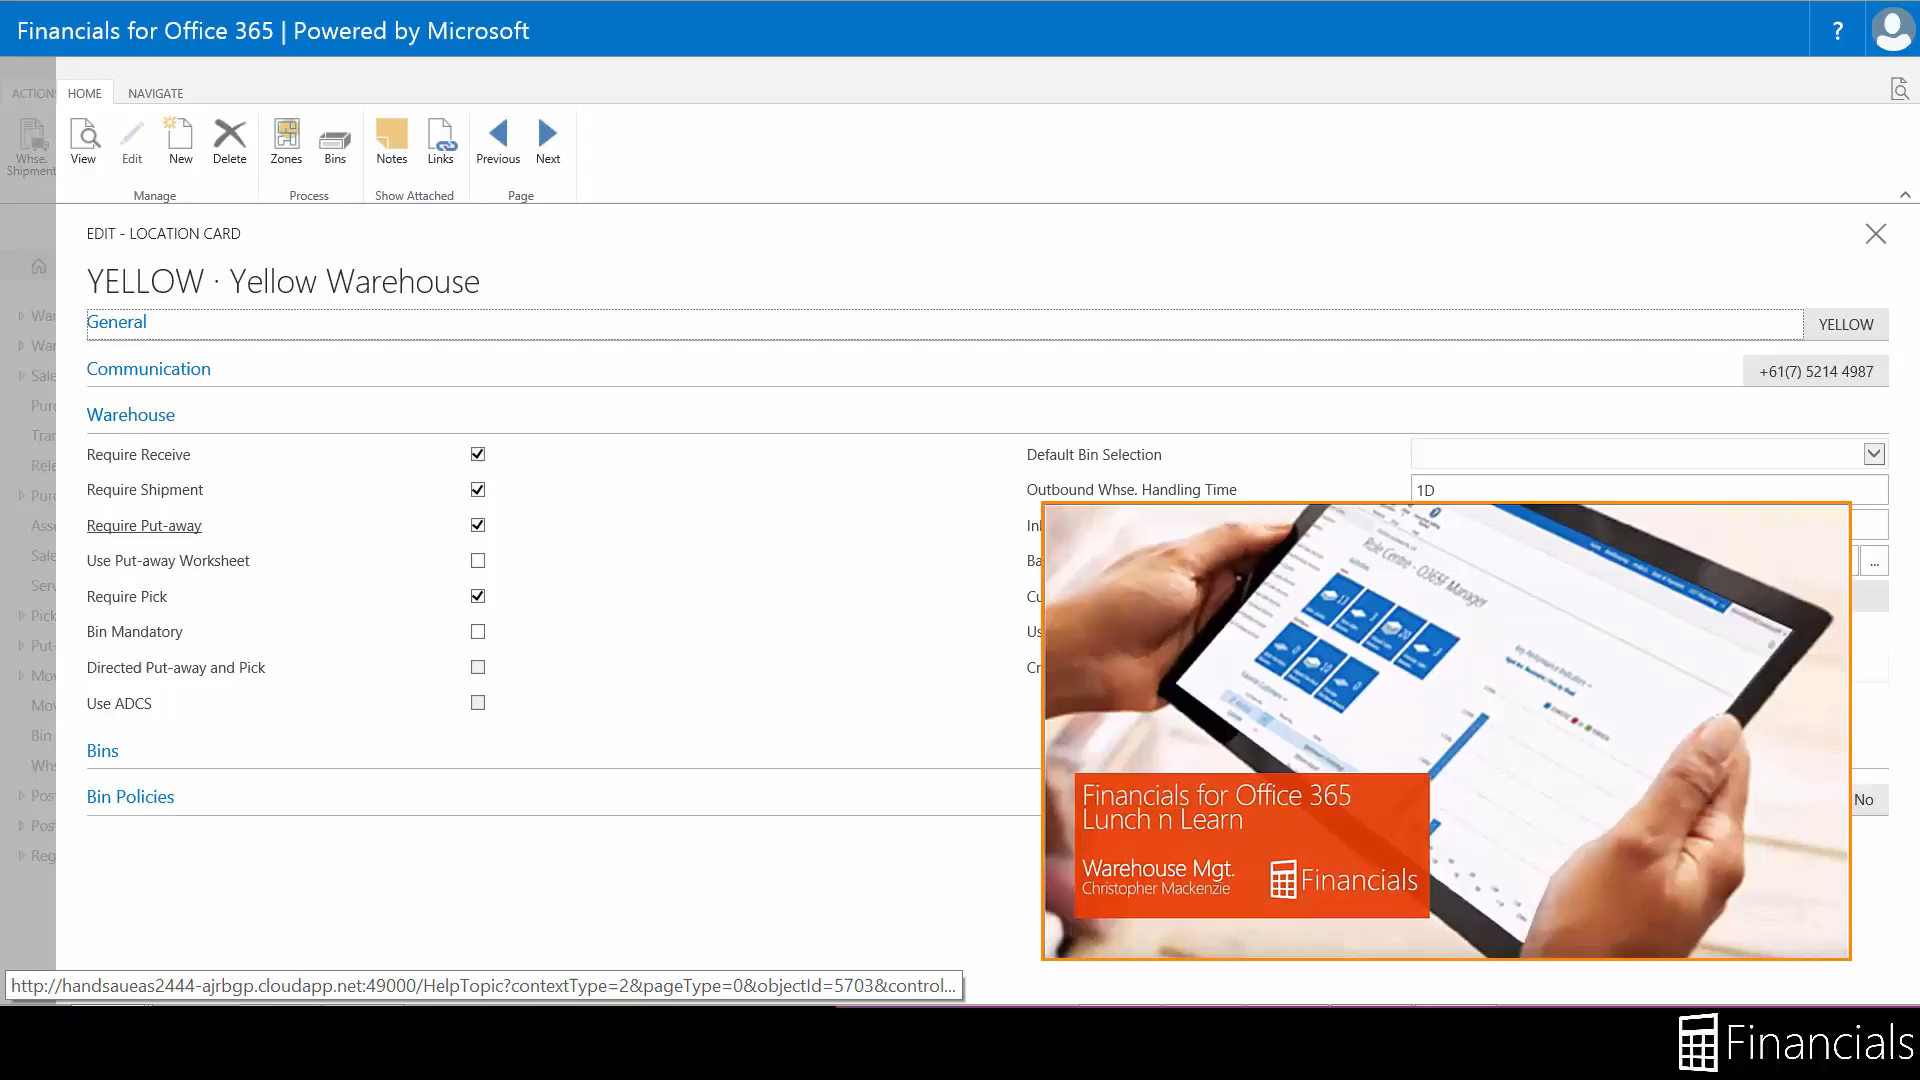 Financials for Office 365 | Powered by Microsoft
?
ACTION
HOME
NAVIGATE
Whse.
Shipment
View
Edit
New
Delete
Zones
Bins
Notes
Links
Previous
Next
Manage
Process
Show Attached
Page
EDIT - LOCATION CARD
YELLOW · Yellow Warehouse
General
YELLOW
Communication
+61(7) 5214 4987
Warehouse
Require Receive
Require Shipment
Require Put-away
Use Put-away Worksheet
Require Pick
Bin Mandatory
Directed Put-away and Pick
Use ADCS
Default Bin Selection
Outbound Whse. Handling Time
1D
...
Bins
Bin Policies
No
Role Centre - O365F Manager
Financials for Office 365
Lunch n Learn
Warehouse Mgt.
Christopher Mackenzie
Financials
http://handsaueas2444-ajrbgp.cloudapp.net:49000/HelpTopic?contextType=2&pageType=0&objectId=5703&control...
Financials